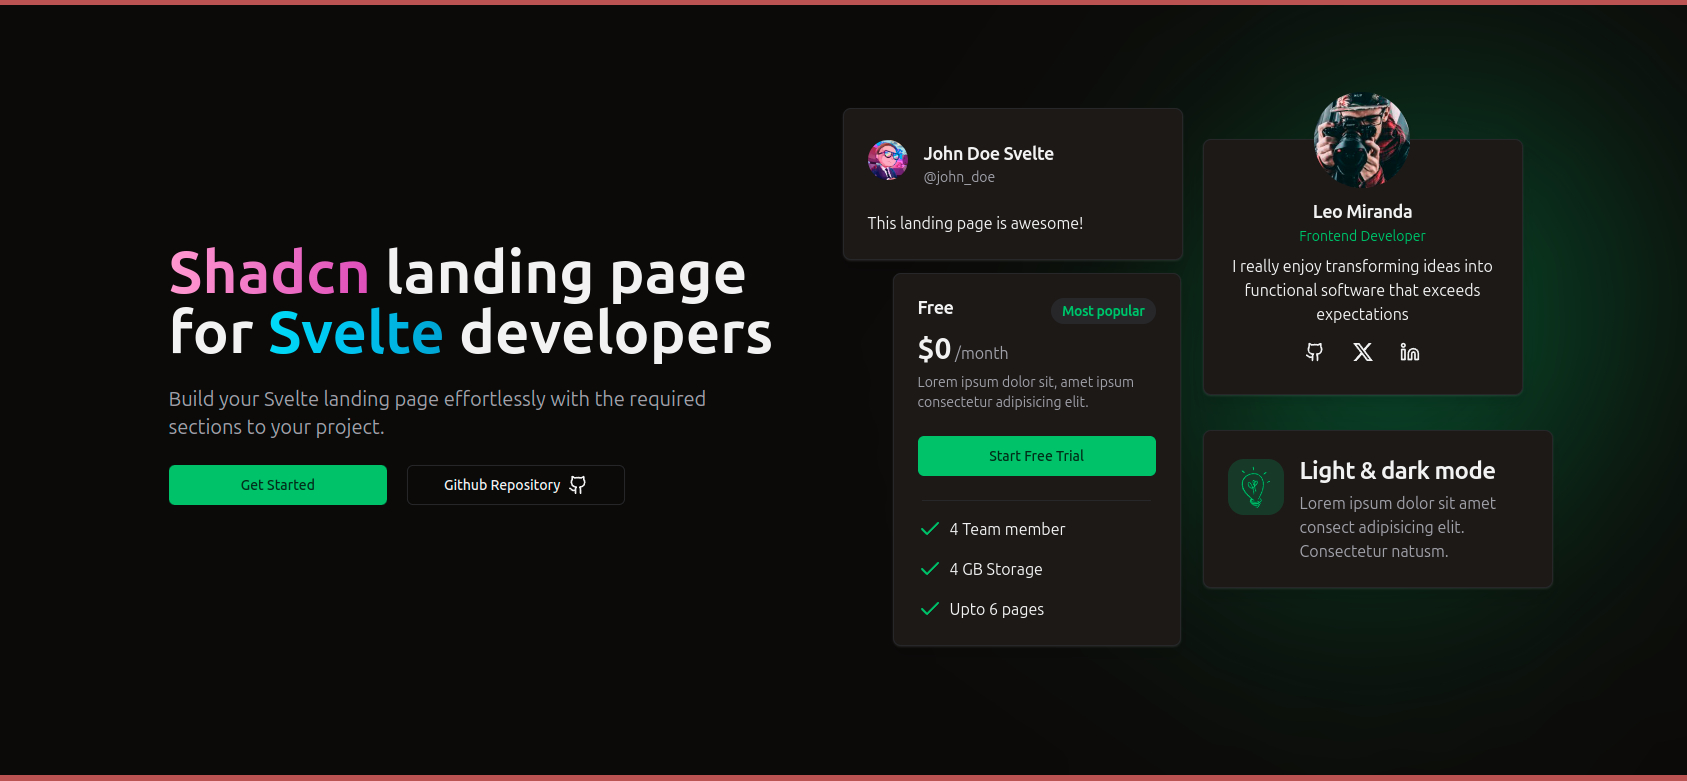 Shadcn landing page
for Svelte developers
Build your Svelte landing page effortlessly with the required
sections to your project.
Get Started
Github Repository
John Doe Svelte
@john_doe
This landing page is awesome!
Free
Most popular
$0 /month
Lorem ipsum dolor sit, amet ipsum
consectetur adipisicing elit.
Start Free Trial
4 Team member
4 GB Storage
Upto 6 pages
Leo Miranda
Frontend Developer
I really enjoy transforming ideas into
functional software that exceeds
expectations
Light & dark mode
Lorem ipsum dolor sit amet
consect adipisicing elit.
Consectetur natusm.